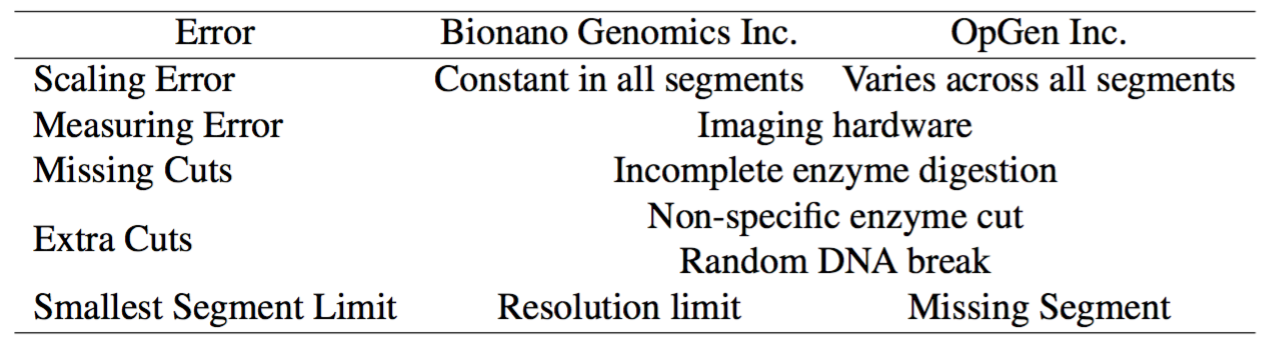 Error Bionano Genomics Inc. OpGen Inc.
Scaling Error Constant in all segments Varies across all segments
Measuring Error Imaging hardware
Missing Cuts Incomplete enzyme digestion
Extra Cuts Non-specific enzyme cut
Random DNA break
Smallest Segment Limit Resolution limit Missing Segment